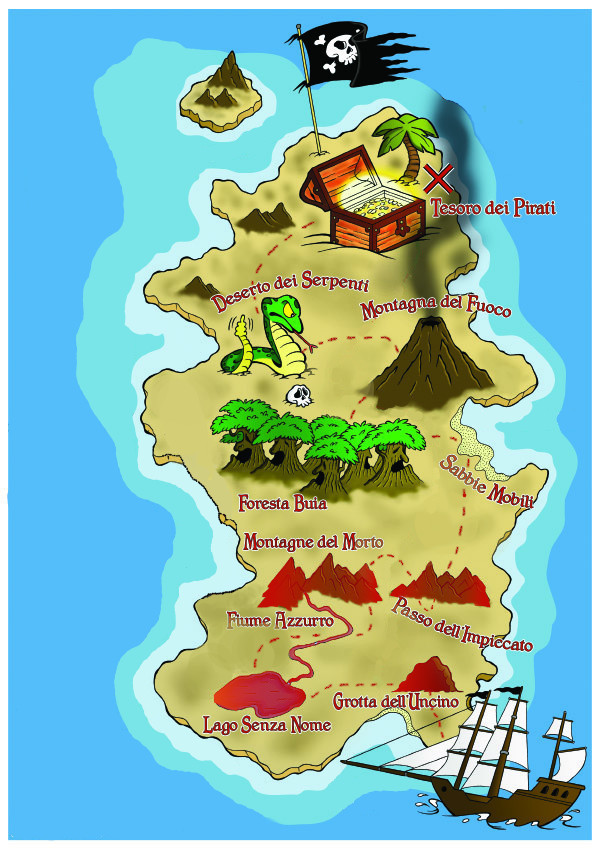 Tesoro dei Pirati
Deserto dei Serpenti
Montagna del Fuoco
Sabbie Mobili
Foresta Buia
Montagne del Morto
Fiume Azzurro
Passo dell'Impiccato
Grotta dell'Uncino
Lago Senza Nome